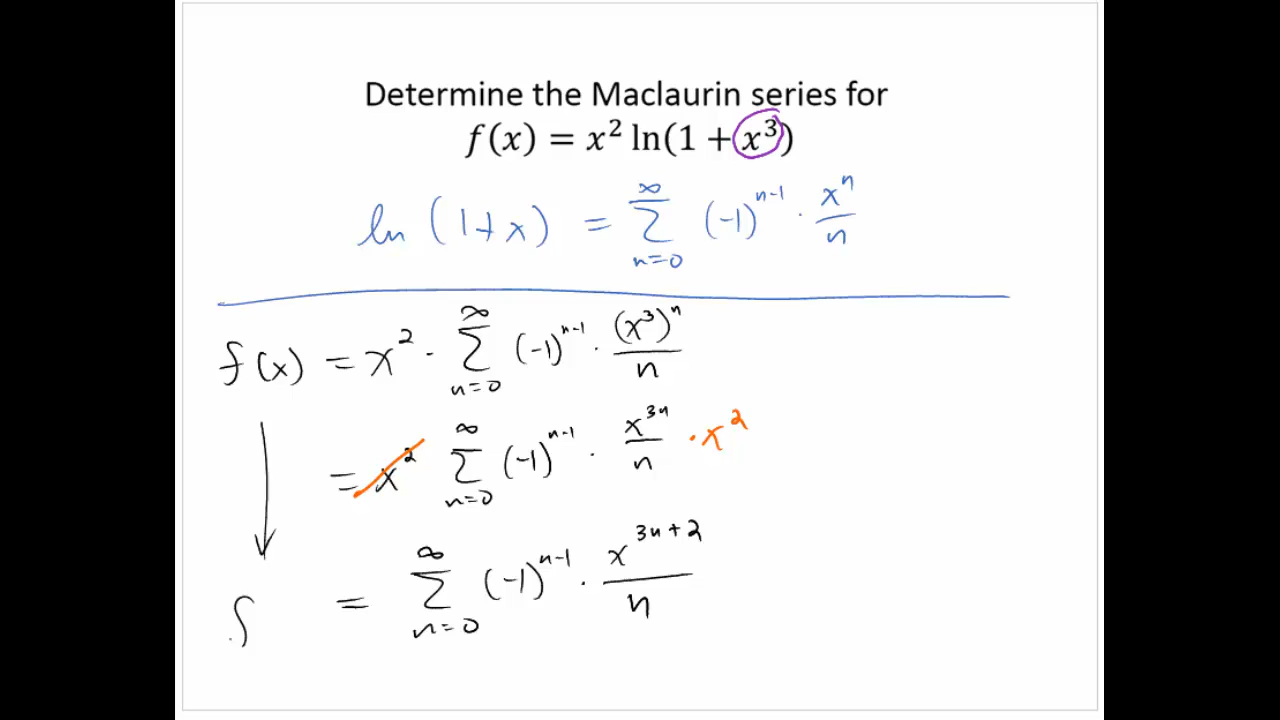 Determine the Maclaurin series for
f(x) = x² ln(1 + x³)
ln (1+x) = ∞ Σ n=0 (-1)^{n-1} · x^n/n
f(x) = x² · ∞ Σ n=0 (-1)^{n-1} · (x³)^n/n
= x² ∞ Σ n=0 (-1)^{n-1} · x^{3n}/n · x²
f = ∞ Σ n=0 (-1)^{n-1} · x^{3n+2}/n